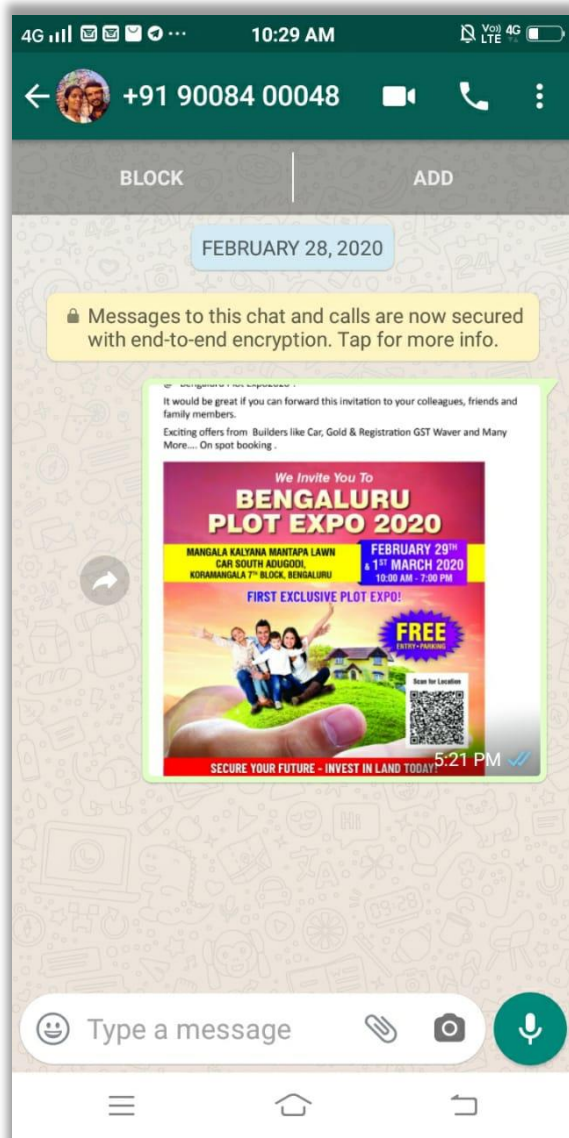 4G 10:29 AM Vo)) LTE 4G
+91 90084 00048
BLOCK ADD
FEBRUARY 28, 2020
Messages to this chat and calls are now secured
with end-to-end encryption. Tap for more info.
It would be great if you can forward this invitation to your colleagues, friends and
family members.
Exciting offers from Builders like Car, Gold & Registration GST Waver and Many
More.... On spot booking .
We Invite You To
BENGALURU
PLOT EXPO 2020
MANGALA KALYANA MANTAPA LAWN
CAR SOUTH ADUGODI,
KORAMANGALA 7TH BLOCK, BENGALURU
FEBRUARY 29TH
& 1ST MARCH 2020
10:00 AM - 7:00 PM
FIRST EXCLUSIVE PLOT EXPO!
FREE
ENTRY+PARKING
Scan for Location
SECURE YOUR FUTURE - INVEST IN LAND TODAY!
5:21 PM
Type a message